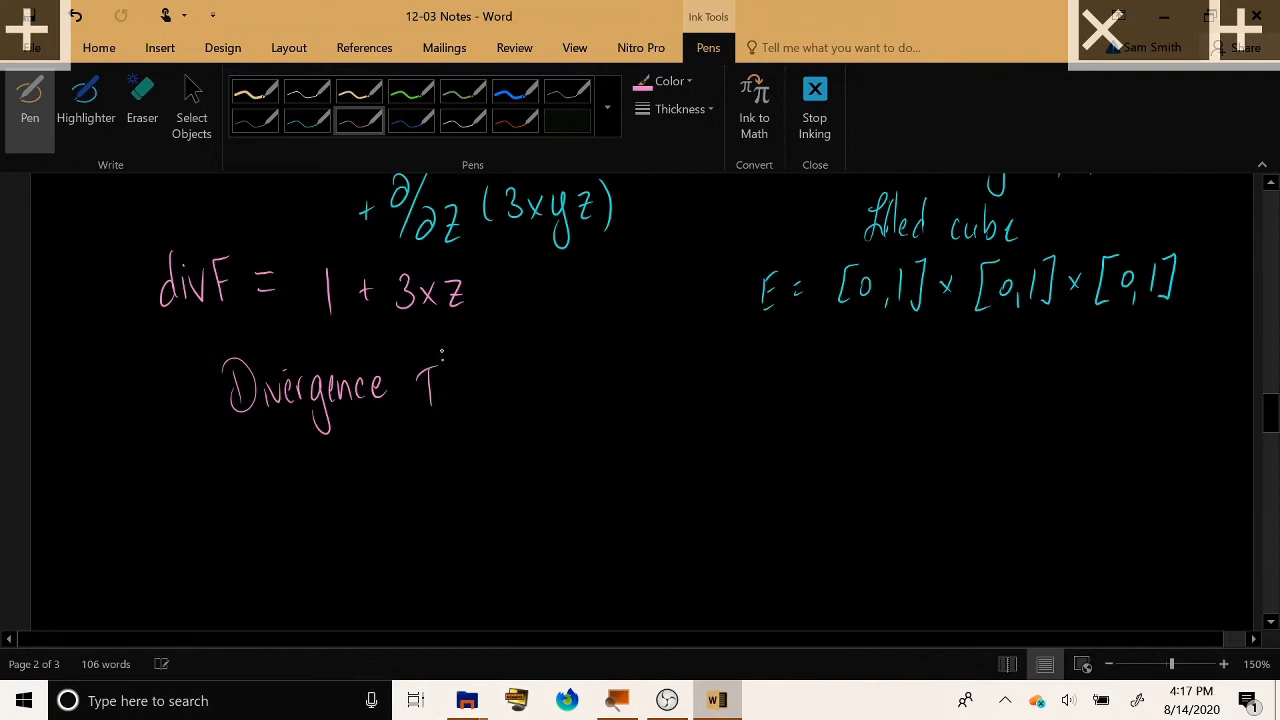 12-03 Notes - Word
Ink Tools
File Home Insert Design Layout References Mailings Review View Nitro Pro Pens Tell me what you want to do... Sam Smith Share
Pen Highlighter Eraser Select Objects
Color
Thickness
Ink to Math
Stop Inking
Write Pens Convert Close
+ ∂/∂z (3xyz)
filled cube
divF = 1 + 3xz
E = [0,1] × [0,1] × [0,1]
Divergence T
Page 2 of 3 106 words 150%
Type here to search
4:17 PM
8/14/2020
1